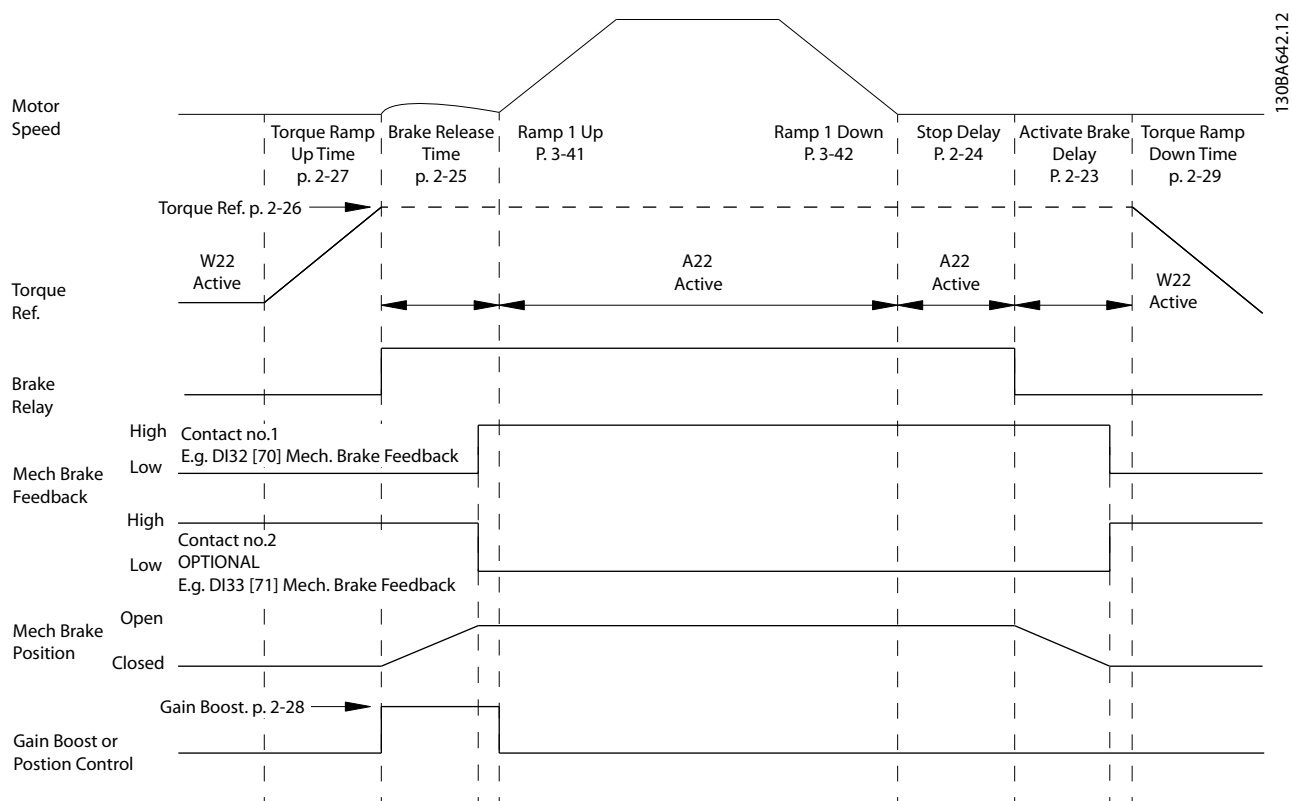 130BA642.12
Motor
Speed
Torque Ramp
Up Time
p. 2-27
Brake Release
Time
p. 2-25
Ramp 1 Up
P. 3-41
Ramp 1 Down
P. 3-42
Stop Delay
P. 2-24
Activate Brake
Delay
P. 2-23
Torque Ramp
Down Time
p. 2-29
Torque Ref. p. 2-26
W22
Active
A22
Active
A22
Active
W22
Active
Torque
Ref.
Brake
Relay
High
Contact no.1
E.g. DI32 [70] Mech. Brake Feedback
Low
Mech Brake
Feedback
High
Contact no.2
Low
OPTIONAL
E.g. DI33 [71] Mech. Brake Feedback
Open
Mech Brake
Position
Closed
Gain Boost. p. 2-28
Gain Boost or
Postion Control